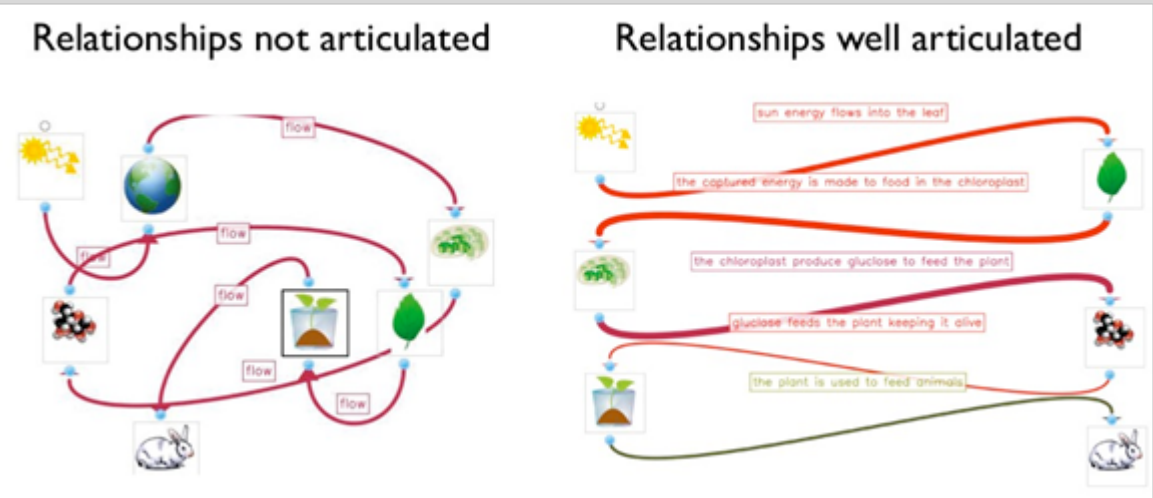 Relationships not articulated
Relationships well articulated
flow
flow
flow
flow
flow
flow
sun energy flows into the leaf
the captured energy is made to food in the chloroplast
the chloroplast produce gluclose to feed the plant
gluclose feeds the plant keeping it alive
the plant is used to feed animals